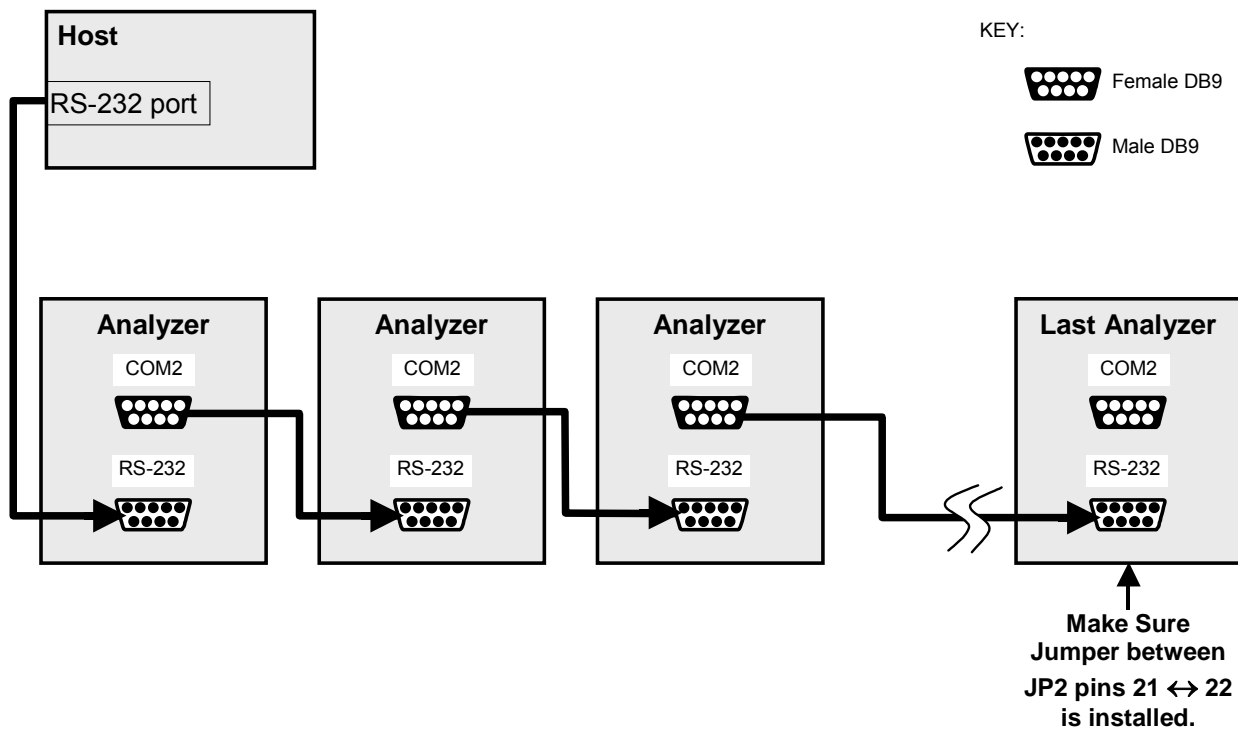 Host
RS-232 port
KEY:
Female DB9
Male DB9
Analyzer
COM2
RS-232
Analyzer
COM2
RS-232
Analyzer
COM2
RS-232
Last Analyzer
COM2
RS-232
Make Sure
Jumper between
JP2 pins 21 ↔ 22
is installed.